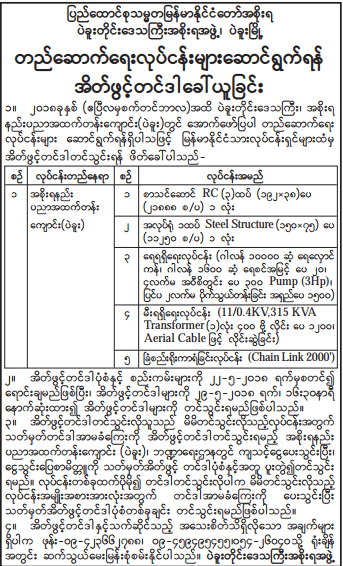 ပြည်ထောင်စုသမ္မတမြန်မာနိုင်ငံတော်အစိုးရ
ပဲခူးတိုင်းဒေသကြီးအစိုးရအဖွဲ့၊ ပဲခူးမြို့
တည်ဆောက်ရေးလုပ်ငန်းများဆောင်ရွက်ရန်
အိတ်ဖွင့်တင်ဒါခေါ်ယူခြင်း
၁။ ၂၀၁၈ခုနှစ် (ဧပြီလမှစက်တင်ဘာလ)အထိ ပဲခူးတိုင်းဒေသကြီး၊ အစိုးရ
နည်းပညာအထက်တန်းကျောင်း(ပဲခူး)တွင် အောက်ဖော်ပြပါ တည်ဆောက်ရေး
လုပ်ငန်းများ ဆောင်ရွက်ရန်ရှိပါသဖြင့် မြန်မာနိုင်ငံသားလုပ်ငန်းရှင်များထံမှ
အိတ်ဖွင့်တင်ဒါတင်သွင်းရန် ဖိတ်ခေါ်ပါသည်-
စဉ် လုပ်ငန်းတည်နေရာ စဉ် လုပ်ငန်းအမည်
၁ အစိုးရနည်းပညာအထက်တန်းကျောင်း(ပဲခူး)
၁ စာသင်ဆောင် RC (၃)ထပ် (၁၉၂×၃၈)ပေ
(၂၁၈၈၈ စ/ပ) ၁ လုံး
၂ အလုပ်ရုံ ၁ထပ် Steel Structure (၁၅၀×၇၅) ပေ
(၁၁၂၅၀ စ/ပ) ၁ လုံး
၃ ရေရရှိရေးလုပ်ငန်း (ဂါလန် ၁၀၀၀၀ ဆံ့ ရေလှောင်
ကန်၊ ဂါလန် ၁၆၀၀ ဆံ့ ရေစင်အမြင့် ပေ ၂၀၊
၄လက်မ အဝီစိတွင်း ပေ ၃၀၀ Pump (3Hp)၊
ပြင်ပ ၂လက်မ ပိုက်သွယ်တန်းခြင်း အရှည်ပေ ၁၅၀၀)
၄ မီးရရှိရေးလုပ်ငန်း (11/0.4KV,315 KVA
Transformer (၁)လုံး ၄၀၀ ဗို့ လိုင်း ပေ ၁၂၀၀၊
Aerial Cable ဖြင့် လိုင်းဆွဲခြင်း)
၅ ခြံစည်းရိုးကာရံခြင်းလုပ်ငန်း (Chain Link 2000')
၂။ အိတ်ဖွင့်တင်ဒါပုံစံနှင့် စည်းကမ်းများကို ၂၂-၅-၂၀၁၈ ရက်မှစတင်၍
ရောင်းချမည်ဖြစ်ပြီး၊ အိတ်ဖွင့်တင်ဒါများကို ၂၉-၅-၂၀၁၈ ရက်၊ ၁၆:၃၀နာရီ
နောက်ဆုံးထား၍ အိတ်ဖွင့်တင်ဒါများကို တင်သွင်းရမည်ဖြစ်ပါသည်။
၃။ အိတ်ဖွင့်တင်ဒါတင်သွင်းလိုသူသည် မိမိတင်သွင်းလိုသည့်လုပ်ငန်းအတွက်
သတ်မှတ်တင်ဒါအာမခံကြေးကို အိတ်ဖွင့်တင်ဒါတင်သွင်းရမည့် အစိုးရနည်း
ပညာအထက်တန်းကျောင်း (ပဲခူး)၊ ဘဏ္ဍာရေးဌာနတွင် ကျသင့်ငွေပေးသွင်းပြီး၊
ငွေသွင်းပြေစာမိတ္တူကို သတ်မှတ်အိတ်ဖွင့် တင်ဒါပုံစံနှင့်အတူ ပူးတွဲ၍တင်သွင်း
ရမည်။ လုပ်ငန်းတစ်ခုထက်ပိုမို၍ တင်ဒါတင်သွင်းလိုပါက မိမိတင်သွင်းလိုသည့်
လုပ်ငန်းအမျိုးအစားအားလုံးအတွက် တင်ဒါအာမခံကြေးကို ပေးသွင်းပြီး
သတ်မှတ်အိတ်ဖွင့်တင်ဒါပုံစံတစ်ခုချင်း တင်သွင်းရမည်ဖြစ်ပါသည်။
၄။ အိတ်ဖွင့်တင်ဒါနှင့်သက်ဆိုင်သည့် အသေးစိတ်သိရှိလိုသော အချက်များ
ရှိပါက ဖုန်း-၀၉-၄၂၃၆၆၂၇၈၈၊ ၀၉-၄၅၉၄၉၅၄၅၅၊၀၅၂-၂၆၀၄၀သို့ ရုံးချိန်
အတွင်း ဆက်သွယ်မေးမြန်းစုံစမ်းနိုင်ပါသည်။ ပဲခူးတိုင်းဒေသကြီးအစိုးရအဖွဲ့